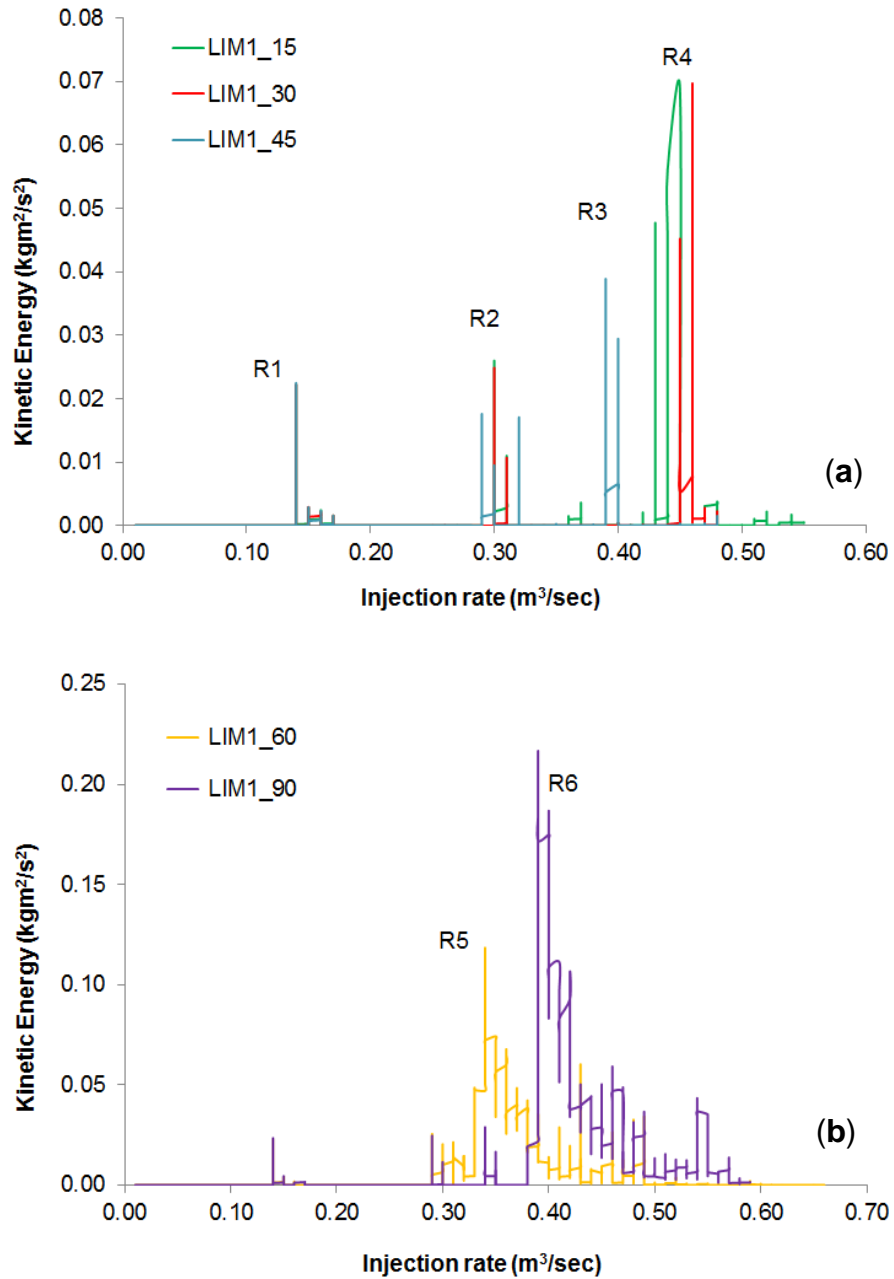 0.08
LIM1_15
R4
0.07
LIM1_30
0.06
LIM1_45
0.05
R3
0.04
R2
0.03
R1
0.02
0.01
(a)
0.00
0.00 0.10 0.20 0.30 0.40 0.50 0.60
Kinetic Energy (kgm²/s²)
Injection rate (m³/sec)
0.25
LIM1_60
LIM1_90
0.20
R6
0.15
R5
0.10
0.05
(b)
0.00
0.00 0.10 0.20 0.30 0.40 0.50 0.60 0.70
Kinetic Energy (kgm²/s²)
Injection rate (m³/sec)